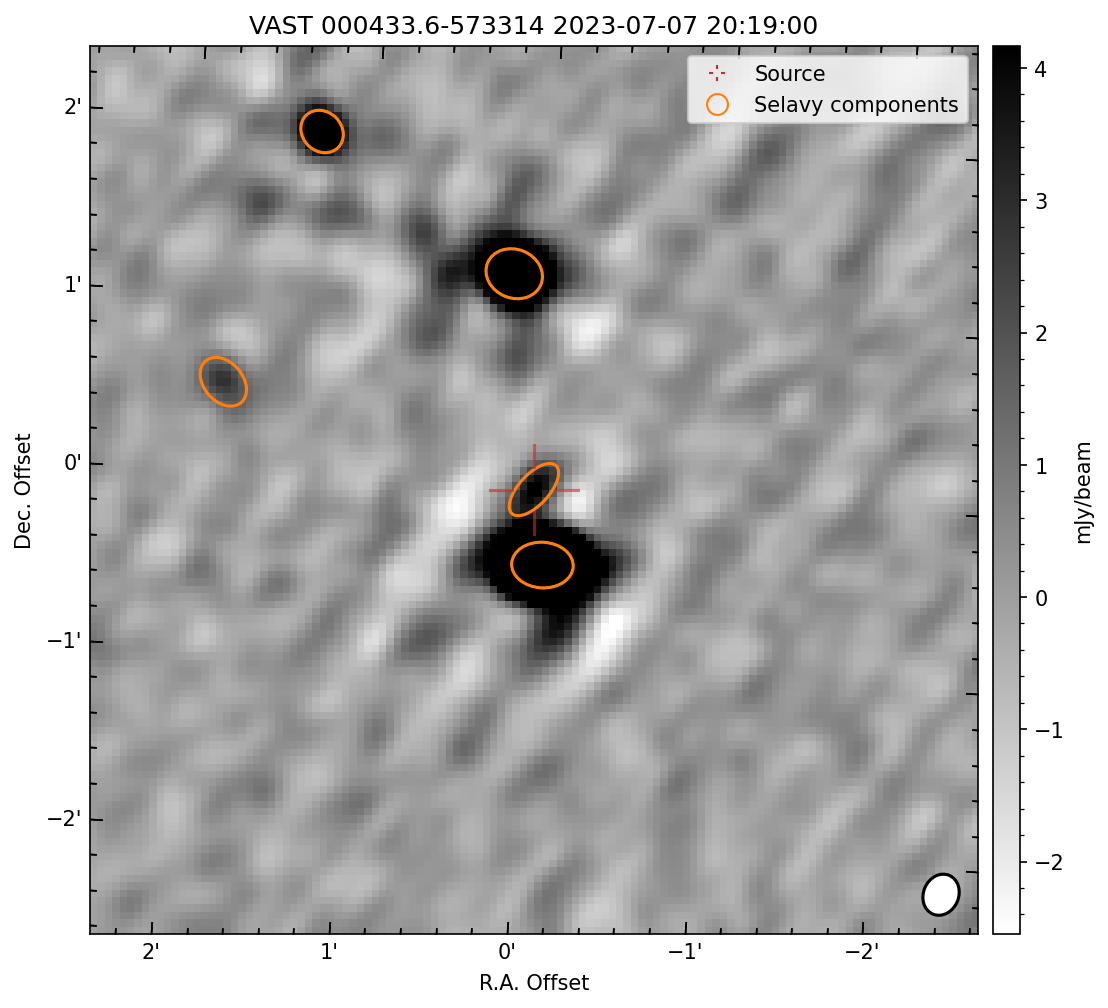 VAST 000433.6-573314 2023-07-07 20:19:00
Source
Selavy components
2'
1'
0'
−1'
−2'
Dec. Offset
2'
1'
0'
−1'
−2'
R.A. Offset
4
3
2
1
0
−1
−2
mJy/beam